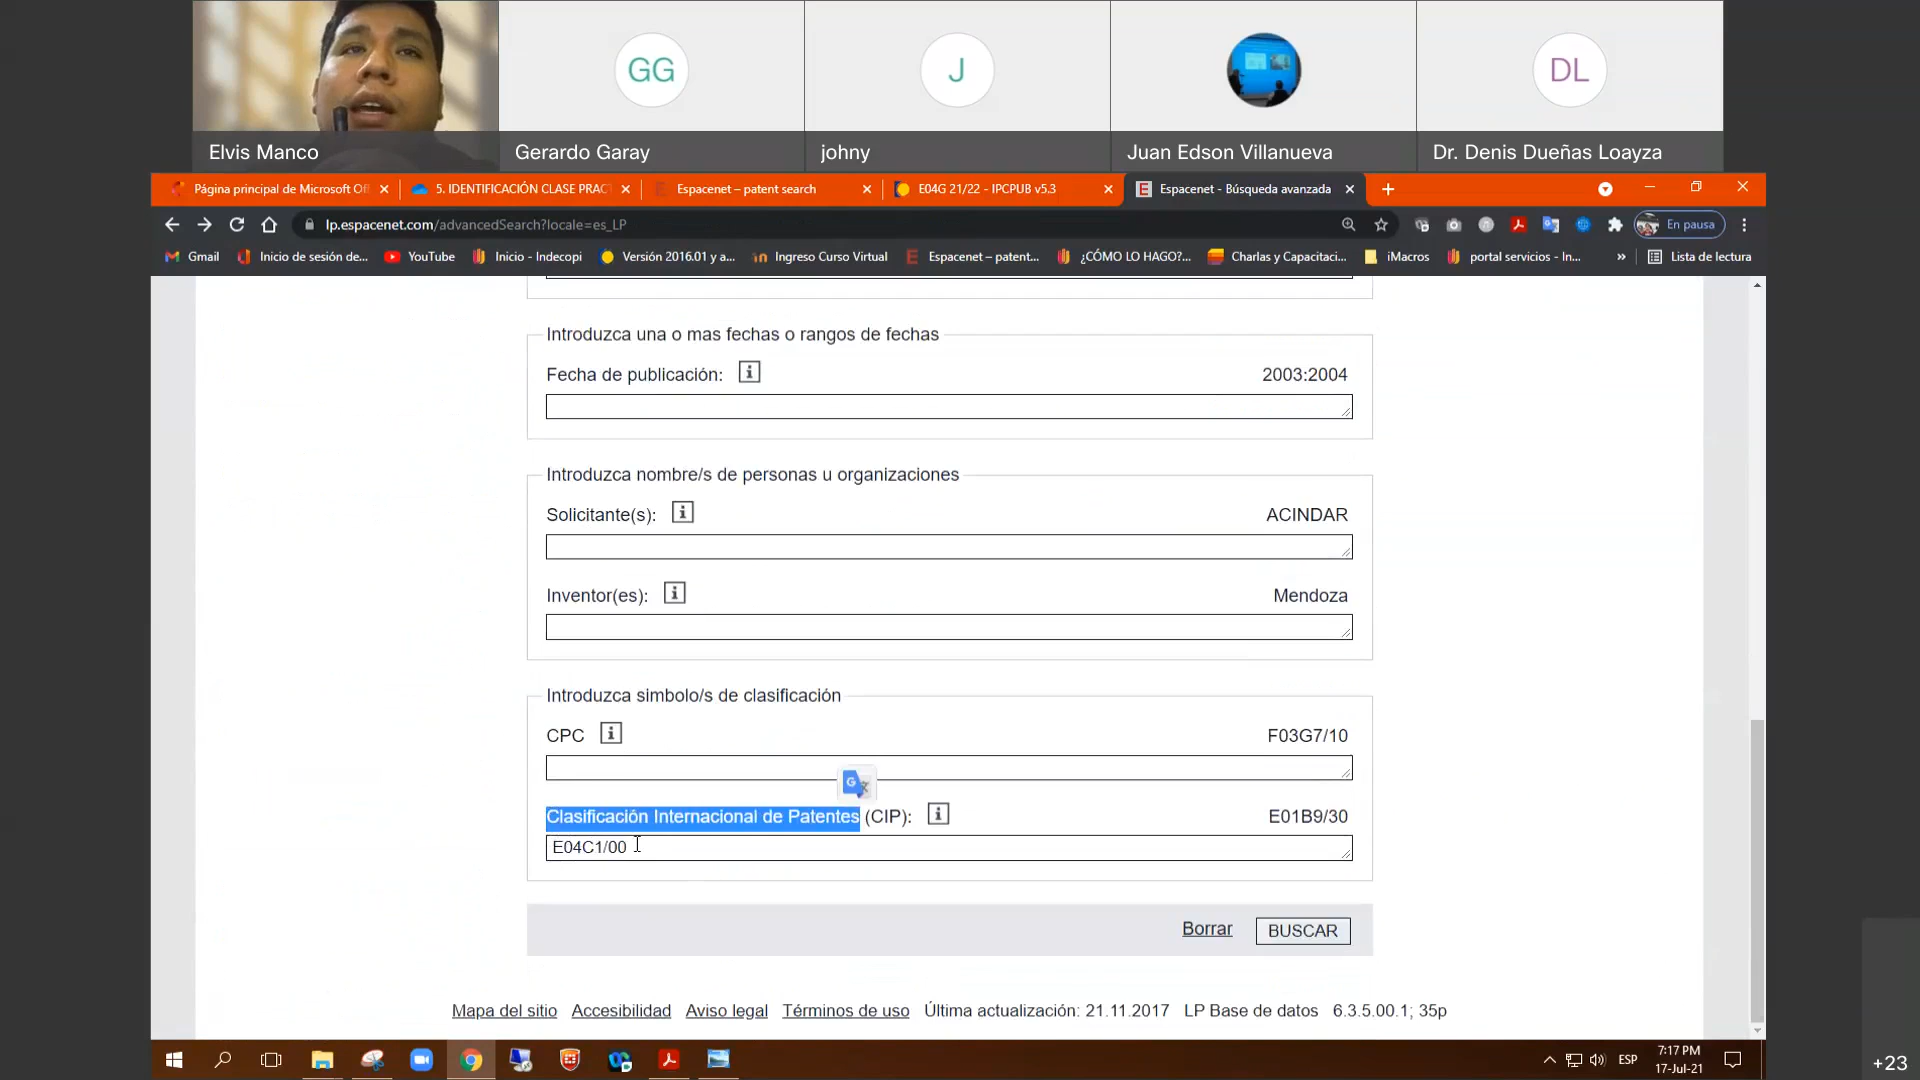 GG
J
DL
Elvis Manco
Gerardo Garay
johny
Juan Edson Villanueva
Dr. Denis Dueñas Loayza
Página principal de Microsoft Of
5. IDENTIFICACIÓN CLASE PRAC
Espacenet – patent search
E04G 21/22 - IPCPUB v5.3
Espacenet - Búsqueda avanzada
lp.espacenet.com/advancedSearch?locale=es_LP
En pausa
Gmail
Inicio de sesión de...
YouTube
Inicio - Indecopi
Versión 2016.01 y a...
Ingreso Curso Virtual
Espacenet – patent...
¿CÓMO LO HAGO?...
Charlas y Capacitaci...
iMacros
portal servicios - In...
»
Lista de lectura
Introduzca una o mas fechas o rangos de fechas
Fecha de publicación: i 2003:2004
Introduzca nombre/s de personas u organizaciones
Solicitante(s): i ACINDAR
Inventor(es): i Mendoza
Introduzca simbolo/s de clasificación
CPC i F03G7/10
Clasificación Internacional de Patentes (CIP): i E01B9/30
E04C1/00
Borrar BUSCAR
Mapa del sitio Accesibilidad Aviso legal Términos de uso Última actualización: 21.11.2017 LP Base de datos 6.3.5.00.1; 35p
ESP
7:17 PM
17-Jul-21
+23